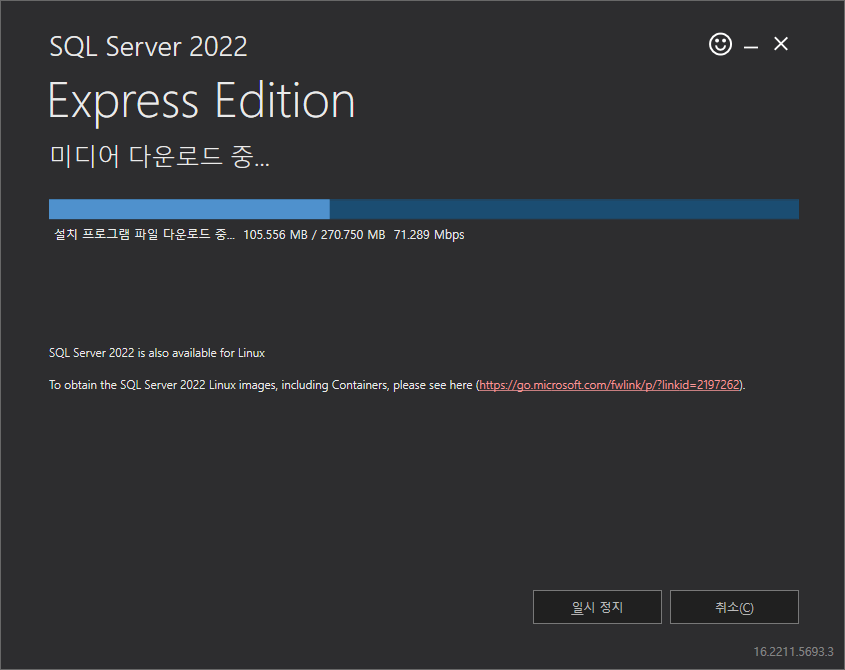 SQL Server 2022
Express Edition
미디어 다운로드 중...
설치 프로그램 파일 다운로드 중... 105.556 MB / 270.750 MB 71.289 Mbps
SQL Server 2022 is also available for Linux
To obtain the SQL Server 2022 Linux images, including Containers, please see here (https://go.microsoft.com/fwlink/p/?linkid=2197262).
일시 정지 취소(C)
16.2211.5693.3